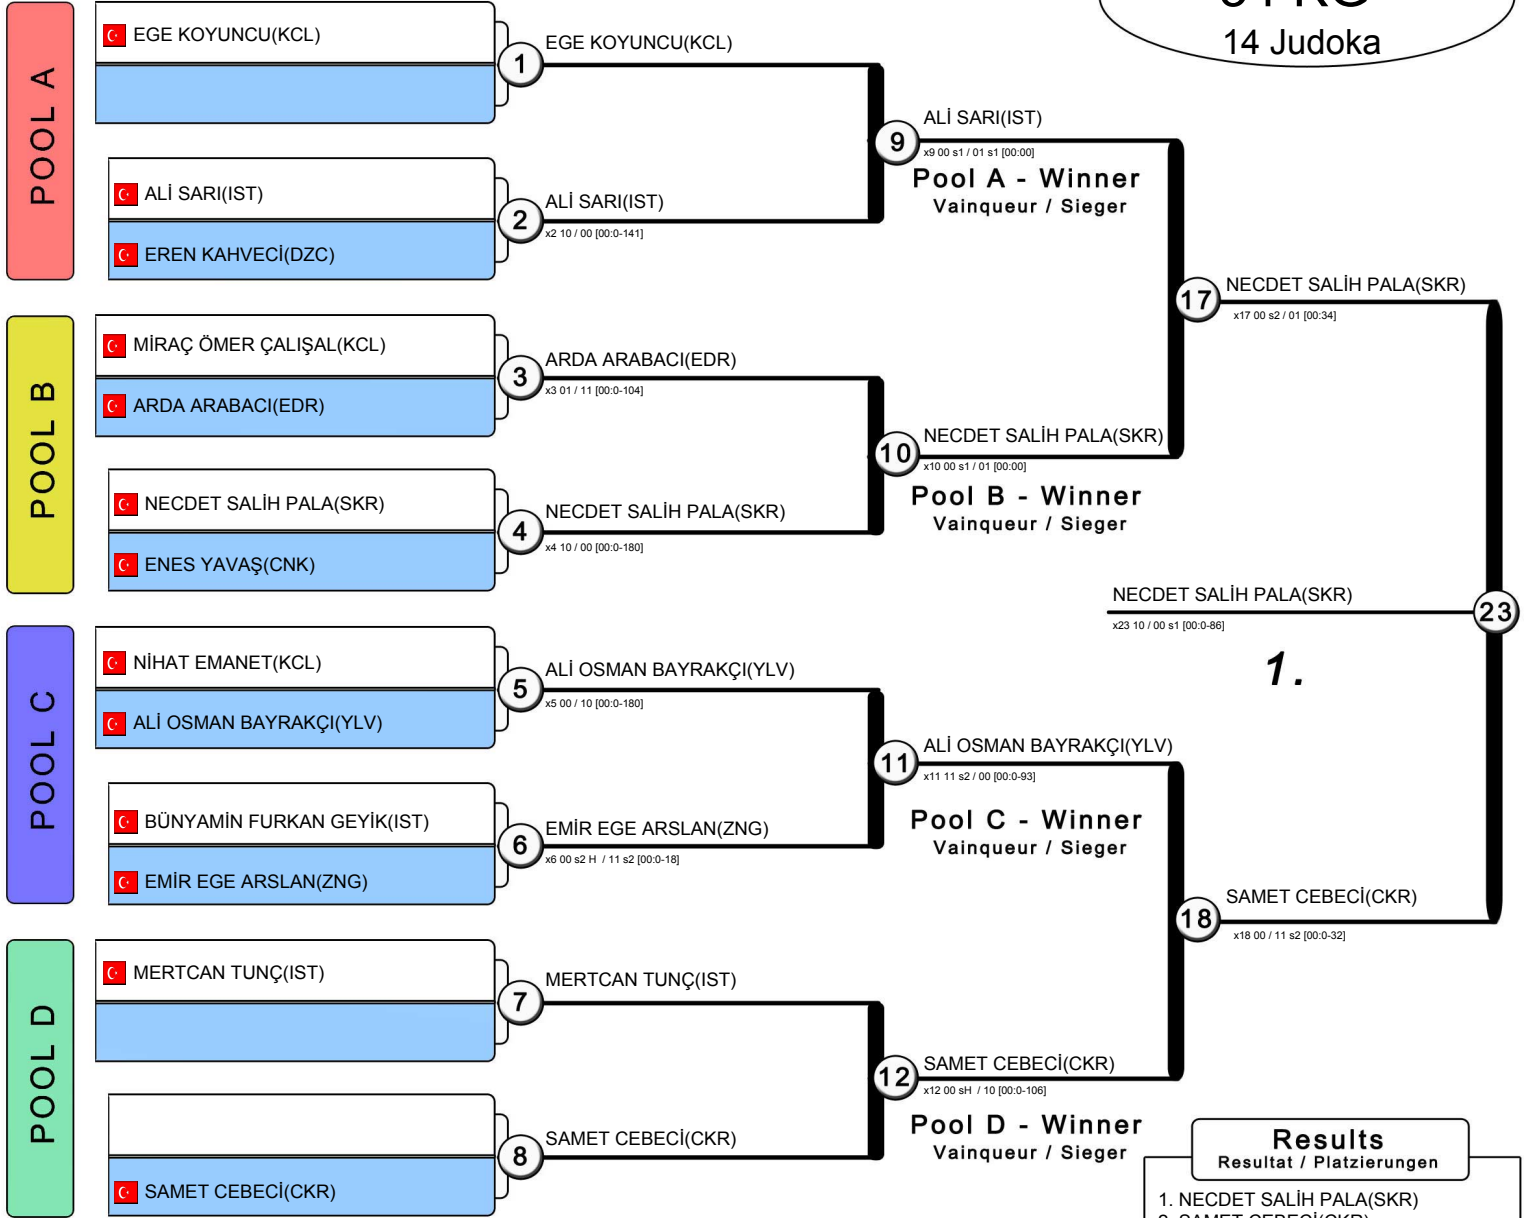 14 Judoka
POOL A
EGE KOYUNCU(KCL)
1
EGE KOYUNCU(KCL)
ALİ SARI(IST)
EREN KAHVECİ(DZC)
2
ALİ SARI(IST)
x2 10 / 00 [00:0-141]
9
ALİ SARI(IST)
x9 00 s1 / 01 s1 [00:00]
Pool A - Winner
Vainqueur / Sieger
POOL B
MİRAÇ ÖMER ÇALIŞAL(KCL)
ARDA ARABACI(EDR)
3
ARDA ARABACI(EDR)
x3 01 / 11 [00:0-104]
NECDET SALİH PALA(SKR)
ENES YAVAŞ(CNK)
4
NECDET SALİH PALA(SKR)
x4 10 / 00 [00:0-180]
10
NECDET SALİH PALA(SKR)
x10 00 s1 / 01 [00:00]
Pool B - Winner
Vainqueur / Sieger
17
NECDET SALİH PALA(SKR)
x17 00 s2 / 01 [00:34]
NECDET SALİH PALA(SKR)
x23 10 / 00 s1 [00:0-86]
23
1.
POOL C
NİHAT EMANET(KCL)
ALİ OSMAN BAYRAKÇI(YLV)
5
ALİ OSMAN BAYRAKÇI(YLV)
x5 00 / 10 [00:0-180]
BÜNYAMİN FURKAN GEYİK(IST)
EMİR EGE ARSLAN(ZNG)
6
EMİR EGE ARSLAN(ZNG)
x6 00 s2 H / 11 s2 [00:0-18]
11
ALİ OSMAN BAYRAKÇI(YLV)
x11 11 s2 / 00 [00:0-93]
Pool C - Winner
Vainqueur / Sieger
POOL D
MERTCAN TUNÇ(IST)
7
MERTCAN TUNÇ(IST)
SAMET CEBECİ(CKR)
8
SAMET CEBECİ(CKR)
12
SAMET CEBECİ(CKR)
x12 00 sH / 10 [00:0-106]
Pool D - Winner
Vainqueur / Sieger
18
SAMET CEBECİ(CKR)
x18 00 / 11 s2 [00:0-32]
Results
Resultat / Platzierungen
1. NECDET SALİH PALA(SKR)
2. SAMET CEBECİ(CKR)